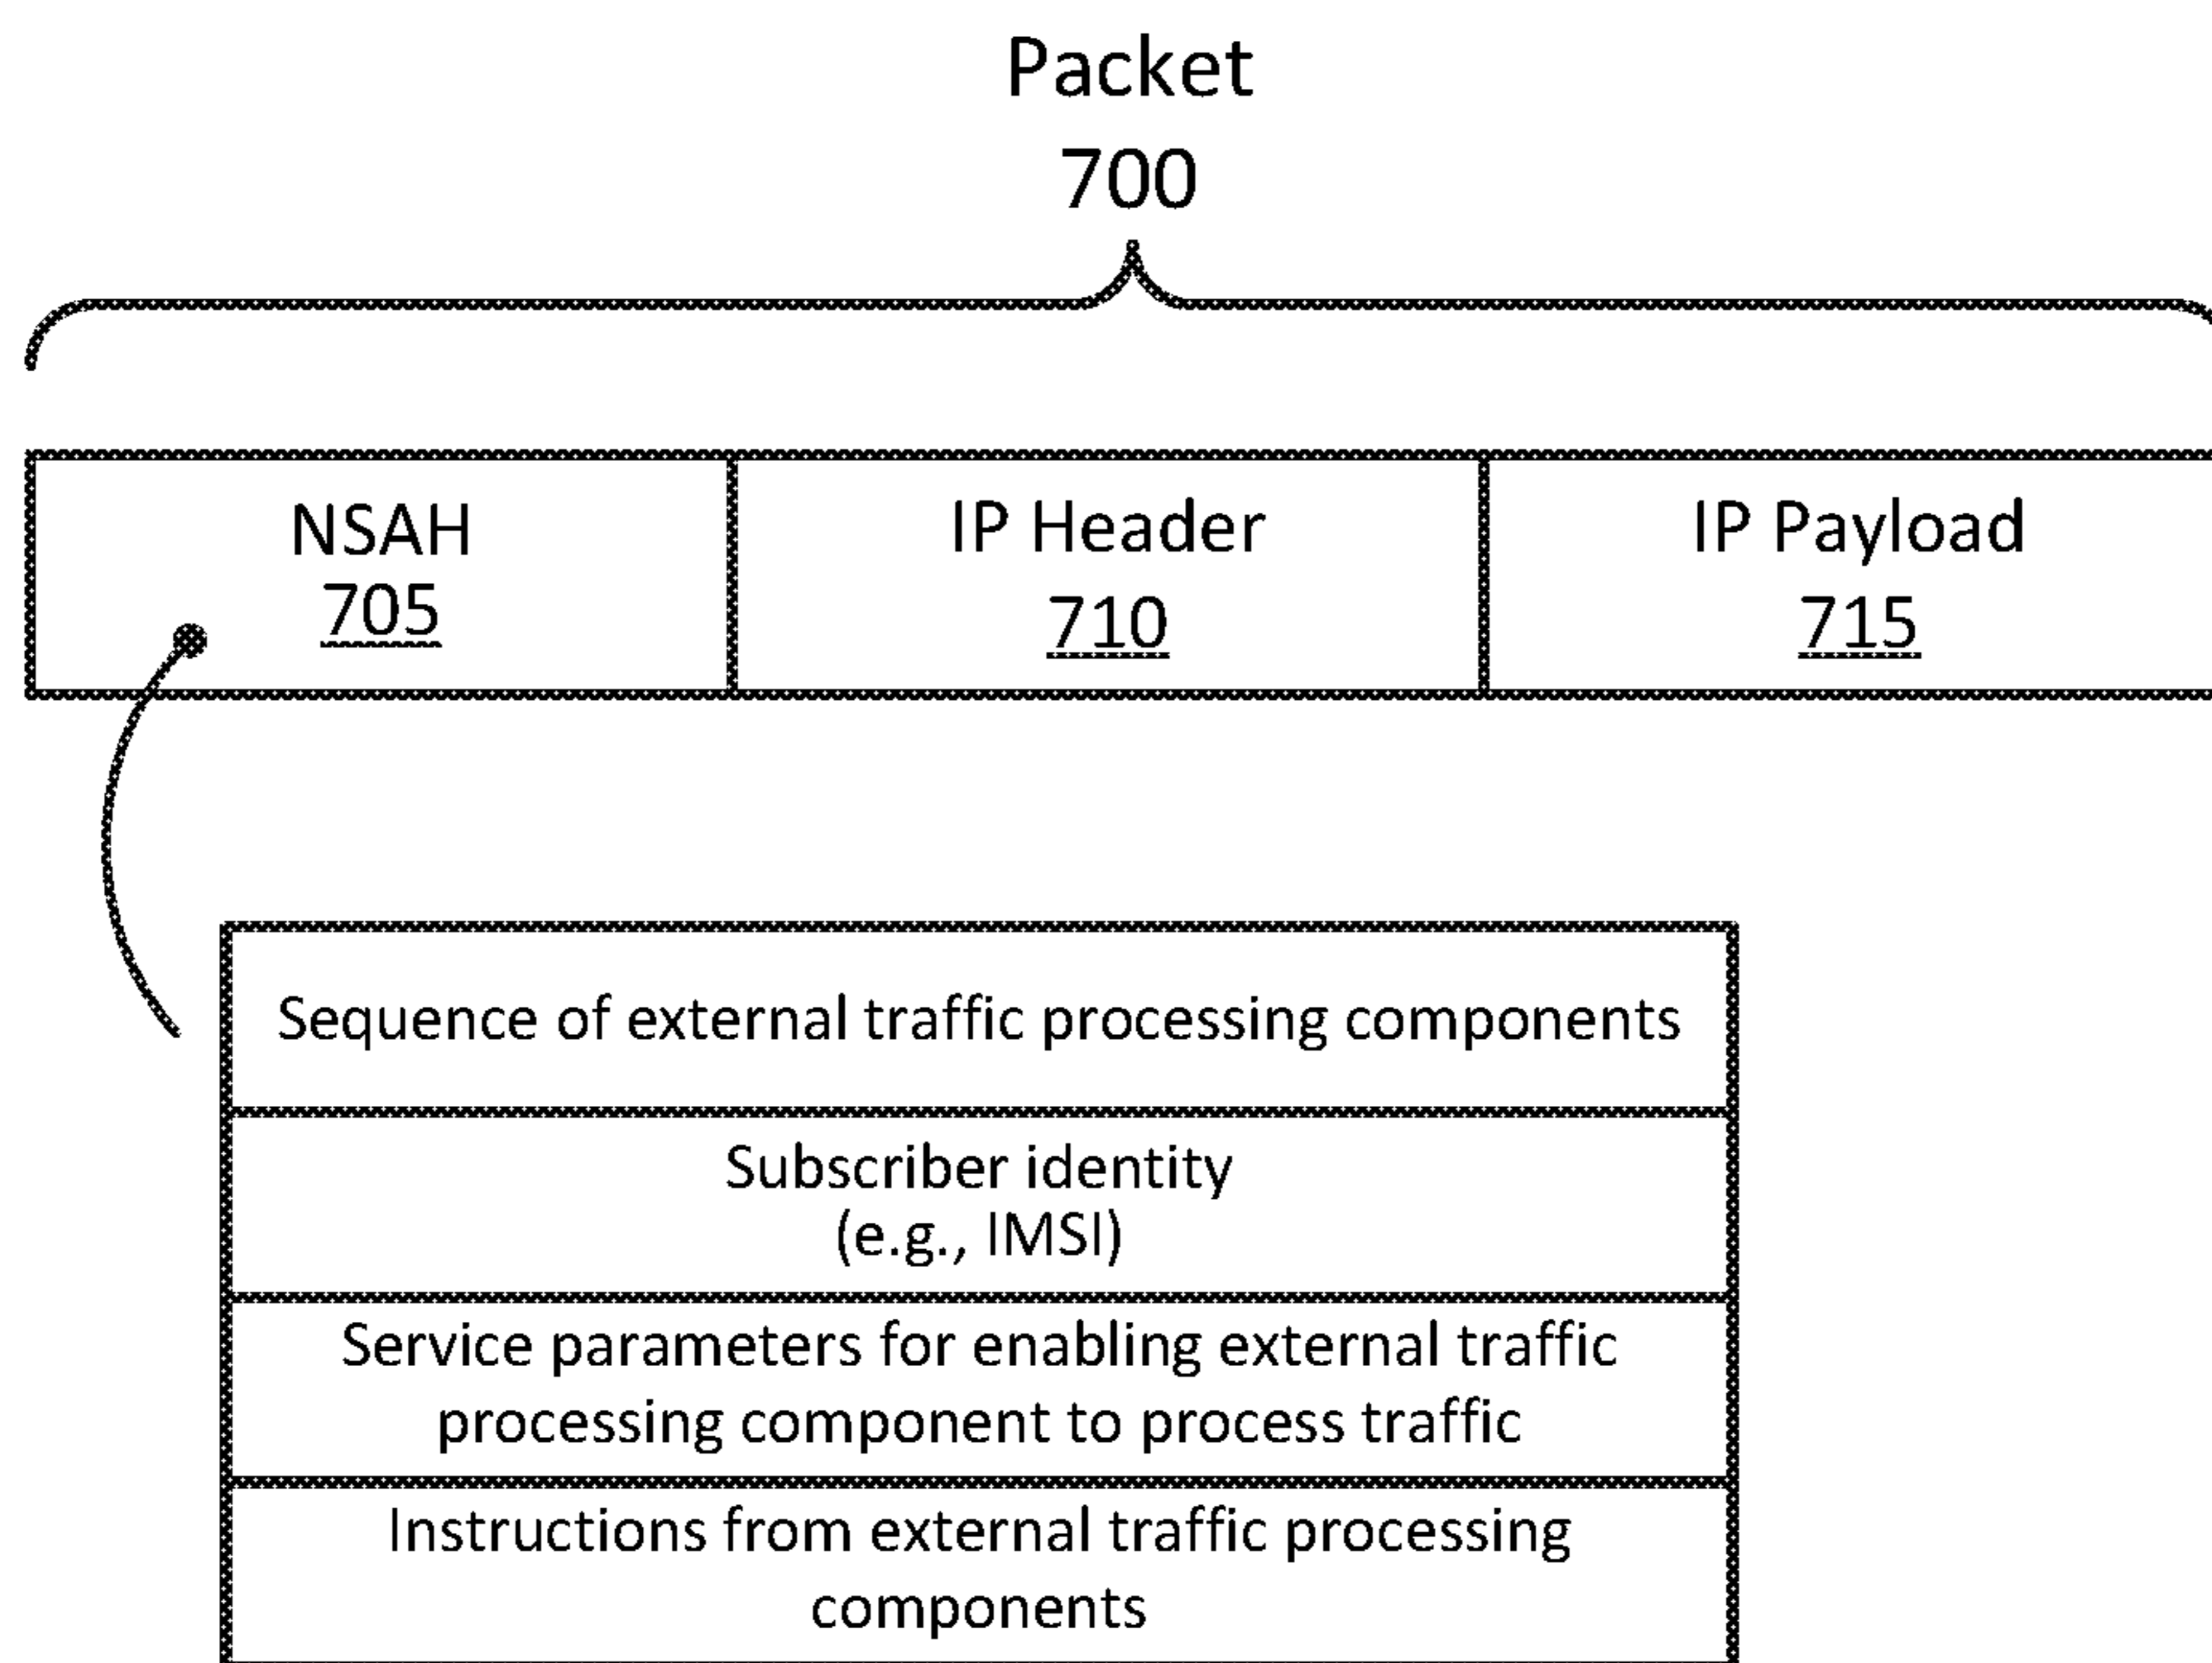 Packet
700
NSAH
705
IP Header
710
IP Payload
715
Sequence of external traffic processing components
Subscriber identity
(e.g., IMSI)
Service parameters for enabling external traffic
processing component to process traffic
Instructions from external traffic processing
components